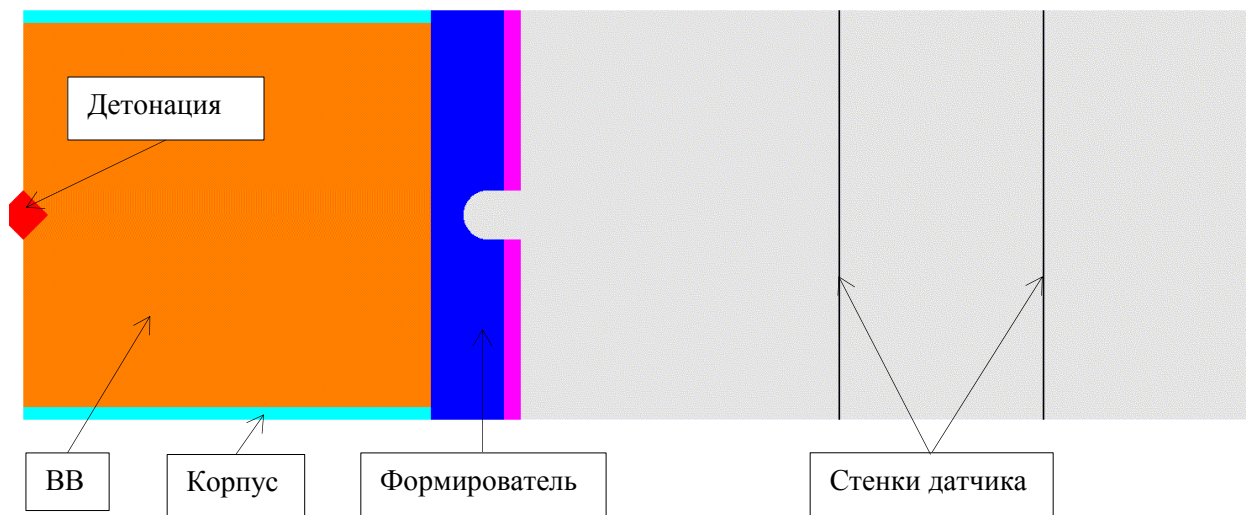 Детонация
ВВ
Корпус
Формирователь
Стенки датчика